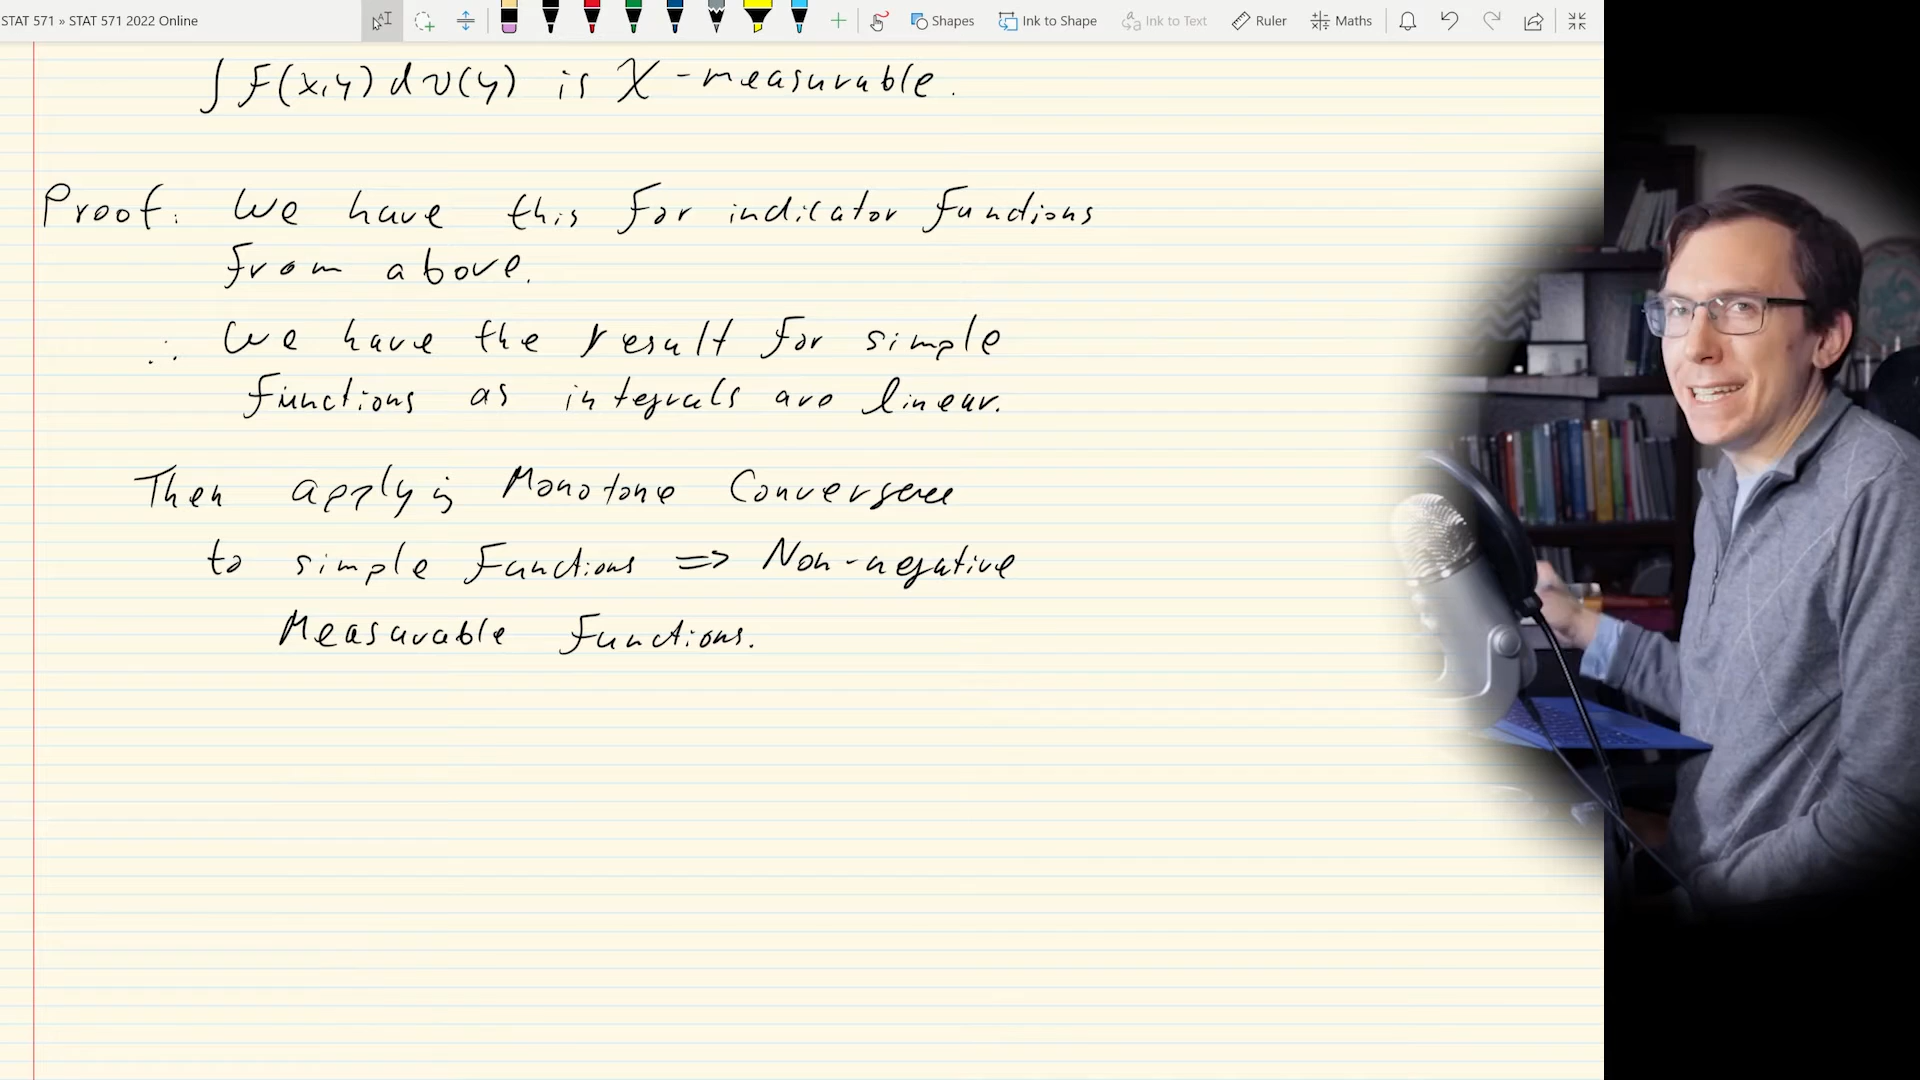 STAT 571 » STAT 571 2022 Online
Shapes
Ink to Shape
Ink to Text
Ruler
Maths
∫ f(x,y) dν(y) is X-measurable.
Proof: We have this for indicator functions
from above.
∴ We have the result for simple
functions as integrals are linear.
Then applying Monotone Convergence
to simple functions => Non-negative
Measurable functions.